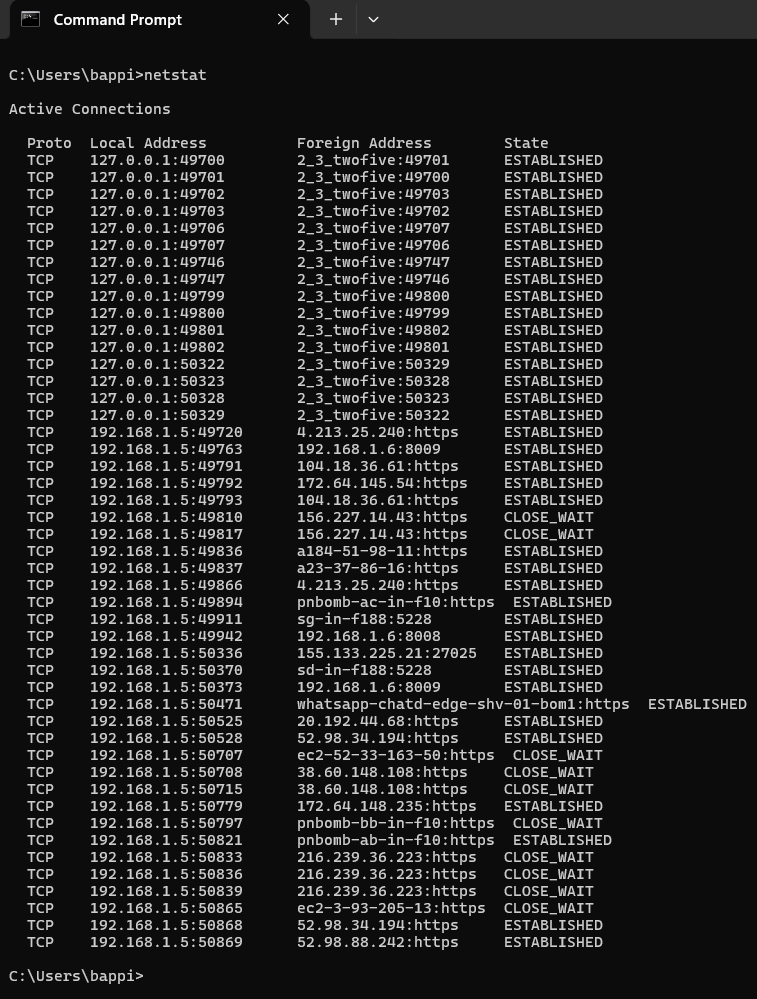 Command Prompt
C:\Users\bappi>netstat
Active Connections
Proto Local Address Foreign Address State
TCP 127.0.0.1:49700 2_3_twofive:49701 ESTABLISHED
TCP 127.0.0.1:49701 2_3_twofive:49700 ESTABLISHED
TCP 127.0.0.1:49702 2_3_twofive:49703 ESTABLISHED
TCP 127.0.0.1:49703 2_3_twofive:49702 ESTABLISHED
TCP 127.0.0.1:49706 2_3_twofive:49707 ESTABLISHED
TCP 127.0.0.1:49707 2_3_twofive:49706 ESTABLISHED
TCP 127.0.0.1:49746 2_3_twofive:49747 ESTABLISHED
TCP 127.0.0.1:49747 2_3_twofive:49746 ESTABLISHED
TCP 127.0.0.1:49799 2_3_twofive:49800 ESTABLISHED
TCP 127.0.0.1:49800 2_3_twofive:49799 ESTABLISHED
TCP 127.0.0.1:49801 2_3_twofive:49802 ESTABLISHED
TCP 127.0.0.1:49802 2_3_twofive:49801 ESTABLISHED
TCP 127.0.0.1:50322 2_3_twofive:50329 ESTABLISHED
TCP 127.0.0.1:50323 2_3_twofive:50328 ESTABLISHED
TCP 127.0.0.1:50328 2_3_twofive:50323 ESTABLISHED
TCP 127.0.0.1:50329 2_3_twofive:50322 ESTABLISHED
TCP 192.168.1.5:49720 4.213.25.240:https ESTABLISHED
TCP 192.168.1.5:49763 192.168.1.6:8009 ESTABLISHED
TCP 192.168.1.5:49791 104.18.36.61:https ESTABLISHED
TCP 192.168.1.5:49792 172.64.145.54:https ESTABLISHED
TCP 192.168.1.5:49793 104.18.36.61:https ESTABLISHED
TCP 192.168.1.5:49810 156.227.14.43:https CLOSE_WAIT
TCP 192.168.1.5:49817 156.227.14.43:https CLOSE_WAIT
TCP 192.168.1.5:49836 a184-51-98-11:https ESTABLISHED
TCP 192.168.1.5:49837 a23-37-86-16:https ESTABLISHED
TCP 192.168.1.5:49866 4.213.25.240:https ESTABLISHED
TCP 192.168.1.5:49894 pnbomb-ac-in-f10:https ESTABLISHED
TCP 192.168.1.5:49911 sg-in-f188:5228 ESTABLISHED
TCP 192.168.1.5:49942 192.168.1.6:8008 ESTABLISHED
TCP 192.168.1.5:50336 155.133.225.21:27025 ESTABLISHED
TCP 192.168.1.5:50370 sd-in-f188:5228 ESTABLISHED
TCP 192.168.1.5:50373 192.168.1.6:8009 ESTABLISHED
TCP 192.168.1.5:50471 whatsapp-chatd-edge-shv-01-bom1:https ESTABLISHED
TCP 192.168.1.5:50525 20.192.44.68:https ESTABLISHED
TCP 192.168.1.5:50528 52.98.34.194:https ESTABLISHED
TCP 192.168.1.5:50707 ec2-52-33-163-50:https CLOSE_WAIT
TCP 192.168.1.5:50708 38.60.148.108:https CLOSE_WAIT
TCP 192.168.1.5:50715 38.60.148.108:https CLOSE_WAIT
TCP 192.168.1.5:50779 172.64.148.235:https ESTABLISHED
TCP 192.168.1.5:50797 pnbomb-bb-in-f10:https CLOSE_WAIT
TCP 192.168.1.5:50821 pnbomb-ab-in-f10:https ESTABLISHED
TCP 192.168.1.5:50833 216.239.36.223:https CLOSE_WAIT
TCP 192.168.1.5:50836 216.239.36.223:https CLOSE_WAIT
TCP 192.168.1.5:50839 216.239.36.223:https CLOSE_WAIT
TCP 192.168.1.5:50865 ec2-3-93-205-13:https CLOSE_WAIT
TCP 192.168.1.5:50868 52.98.34.194:https ESTABLISHED
TCP 192.168.1.5:50869 52.98.88.242:https ESTABLISHED
C:\Users\bappi>